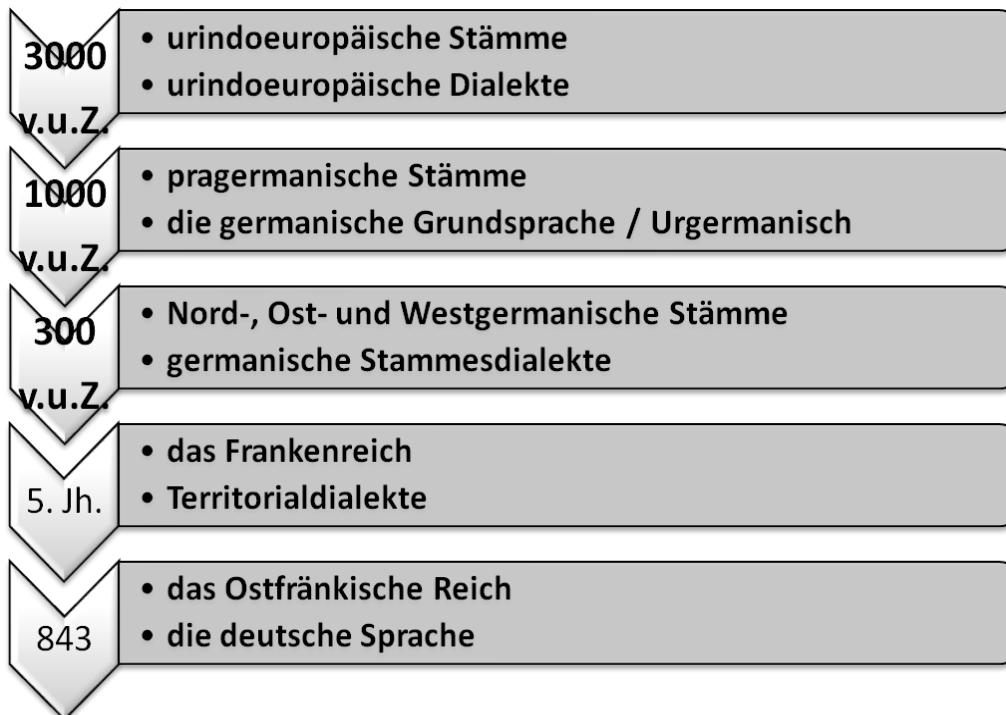 3000
v.u.Z.
• urindoeuropäische Stämme
• urindoeuropäische Dialekte
1000
v.u.Z.
• pragermanische Stämme
• die germanische Grundsprache / Urgermanisch
300
v.u.Z.
• Nord-, Ost- und Westgermanische Stämme
• germanische Stammesdialekte
5. Jh.
• das Frankenreich
• Territorialdialekte
843
• das Ostfränkische Reich
• die deutsche Sprache